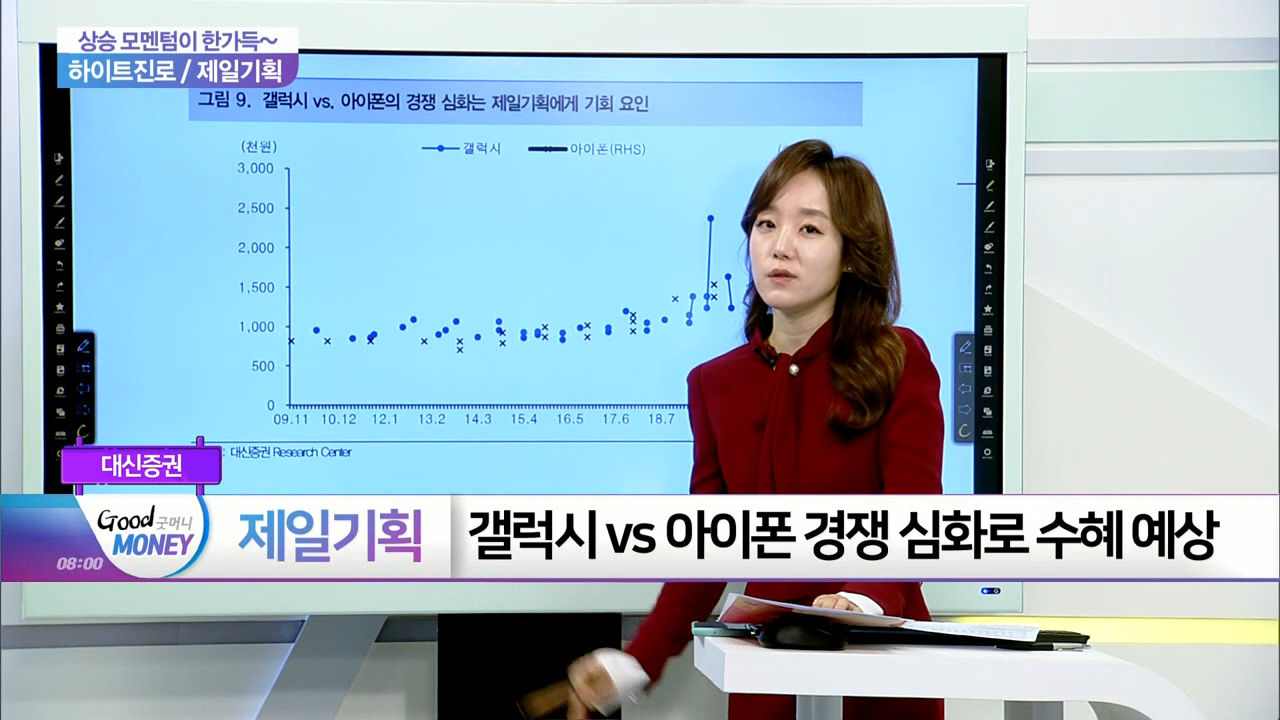 상승 모멘텀이 한가득~
하이트진로 / 제일기획
그림 9. 갤럭시 vs. 아이폰의 경쟁 심화는 제일기획에게 기회 요인
(천원)
갤럭시
아이폰(RHS)
3,000
2,500
2,000
1,500
1,000
500
0
09.11 10.12 12.1 13.2 14.3 15.4 16.5 17.6 18.7
: 대신증권 Research Center
대신증권
Good 굿머니
MONEY
08:00
제일기획
갤럭시 vs 아이폰 경쟁 심화로 수혜 예상